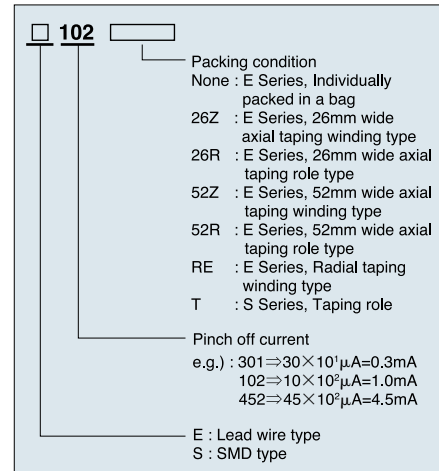 □ 102
Packing condition
None : E Series, Individually
packed in a bag
26Z : E Series, 26mm wide
axial taping winding type
26R : E Series, 26mm wide axial
taping role type
52Z : E Series, 52mm wide axial
taping winding type
52R : E Series, 52mm wide axial
taping role type
RE : E Series, Radial taping
winding type
T : S Series, Taping role
Pinch off current
e.g.) : 301⇒30×10¹μA=0.3mA
102⇒10×10²μA=1.0mA
452⇒45×10²μA=4.5mA
E : Lead wire type
S : SMD type